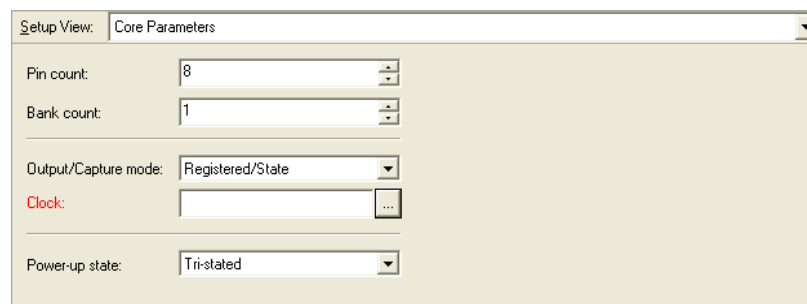 Setup View: Core Parameters
Pin count: 8
Bank count: 1
Output/Capture mode: Registered/State
Clock: ...
Power-up state: Tri-stated